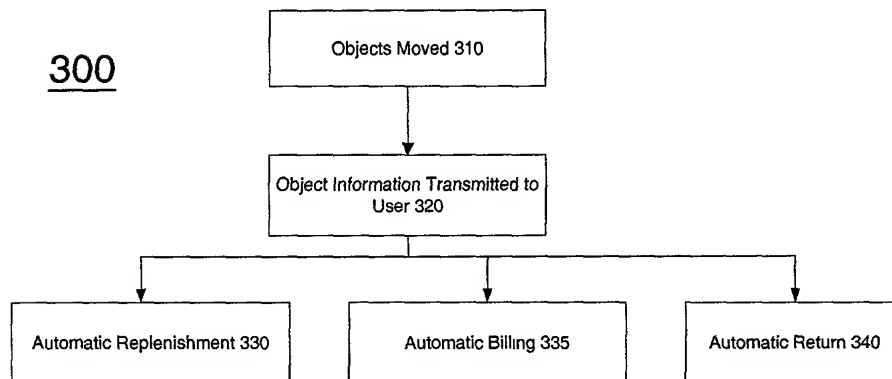 300
Objects Moved 310
Object Information Transmitted to
User 320
Automatic Replenishment 330
Automatic Billing 335
Automatic Return 340